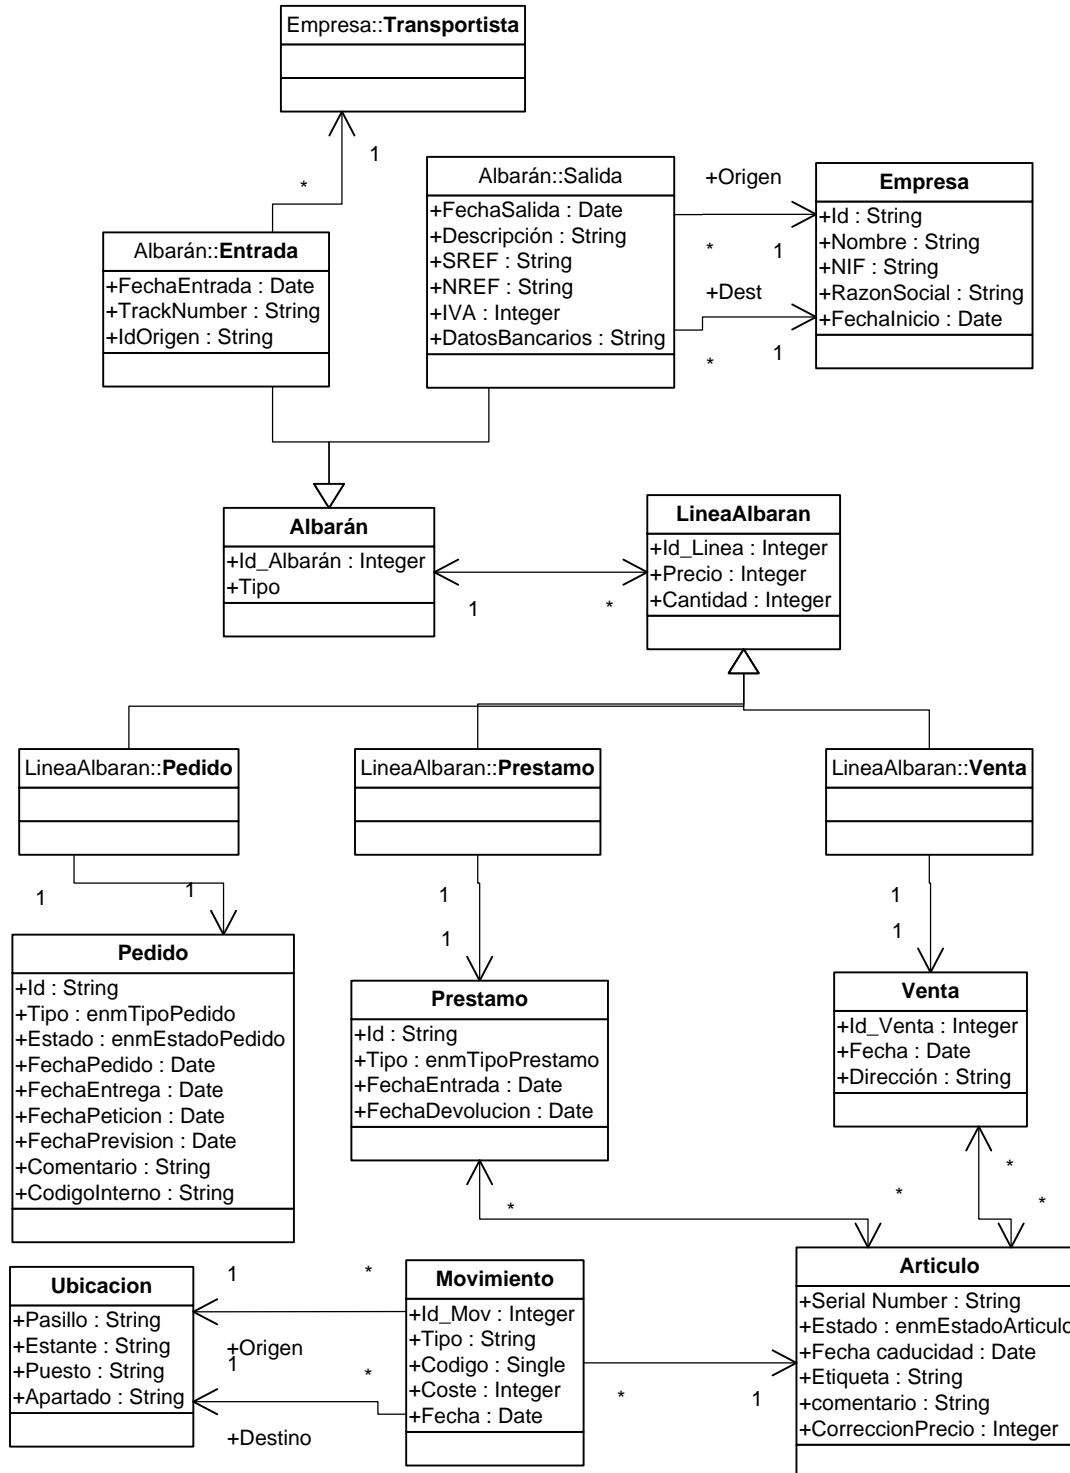 Empresa::Transportista
1
*
Albarán::Entrada
+FechaEntrada : Date
+TrackNumber : String
+IdOrigen : String
Albarán::Salida
+FechaSalida : Date
+Descripción : String
+SREF : String
+NREF : String
+IVA : Integer
+DatosBancarios : String
+Origen
*
1
+Dest
*
1
Empresa
+Id : String
+Nombre : String
+NIF : String
+RazonSocial : String
+FechaInicio : Date
Albarán
+Id_Albarán : Integer
+Tipo
1
*
LineaAlbaran
+Id_Linea : Integer
+Precio : Integer
+Cantidad : Integer
LineaAlbaran::Pedido
LineaAlbaran::Prestamo
LineaAlbaran::Venta
1
1
1
1
1
1
Pedido
+Id : String
+Tipo : enmTipoPedido
+Estado : enmEstadoPedido
+FechaPedido : Date
+FechaEntrega : Date
+FechaPeticion : Date
+FechaPrevision : Date
+Comentario : String
+CodigoInterno : String
Prestamo
+Id : String
+Tipo : enmTipoPrestamo
+FechaEntrada : Date
+FechaDevolucion : Date
Venta
+Id_Venta : Integer
+Fecha : Date
+Dirección : String
*
*
*
*
Ubicacion
+Pasillo : String
+Estante : String
+Puesto : String
+Apartado : String
1
*
+Origen
1
*
+Destino
Movimiento
+Id_Mov : Integer
+Tipo : String
+Codigo : Single
+Coste : Integer
+Fecha : Date
*
1
Articulo
+Serial Number : String
+Estado : enmEstadoArticulo
+Fecha caducidad : Date
+Etiqueta : String
+comentario : String
+CorreccionPrecio : Integer